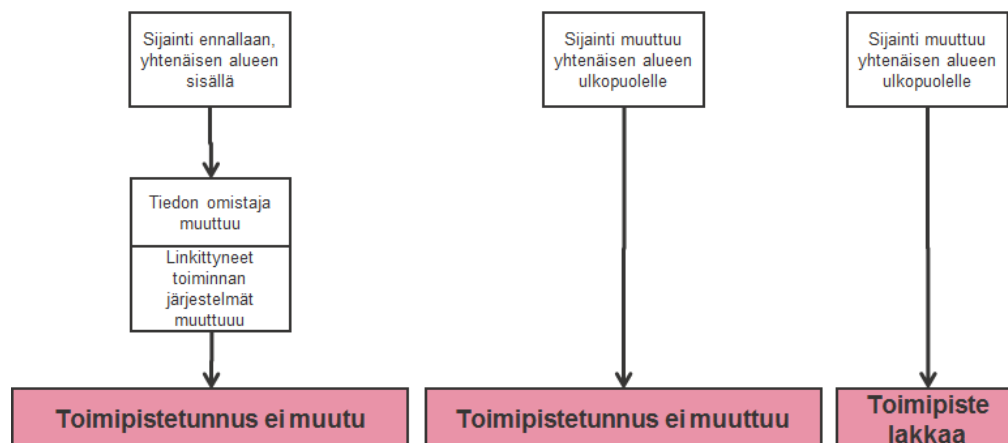 Sijainti ennallaan,
yhtenäisen alueen
sisällä
Tiedon omistaja
muuttuu
Linkittyneet
toiminnan
järjestelmät
muuttuuu
Toimipistetunnus ei muutu
Sijainti muuttuu
yhtenäisen alueen
ulkopuolelle
Toimipistetunnus ei muuttuu
Sijainti muuttuu
yhtenäisen alueen
ulkopuolelle
Toimipiste
lakkaa